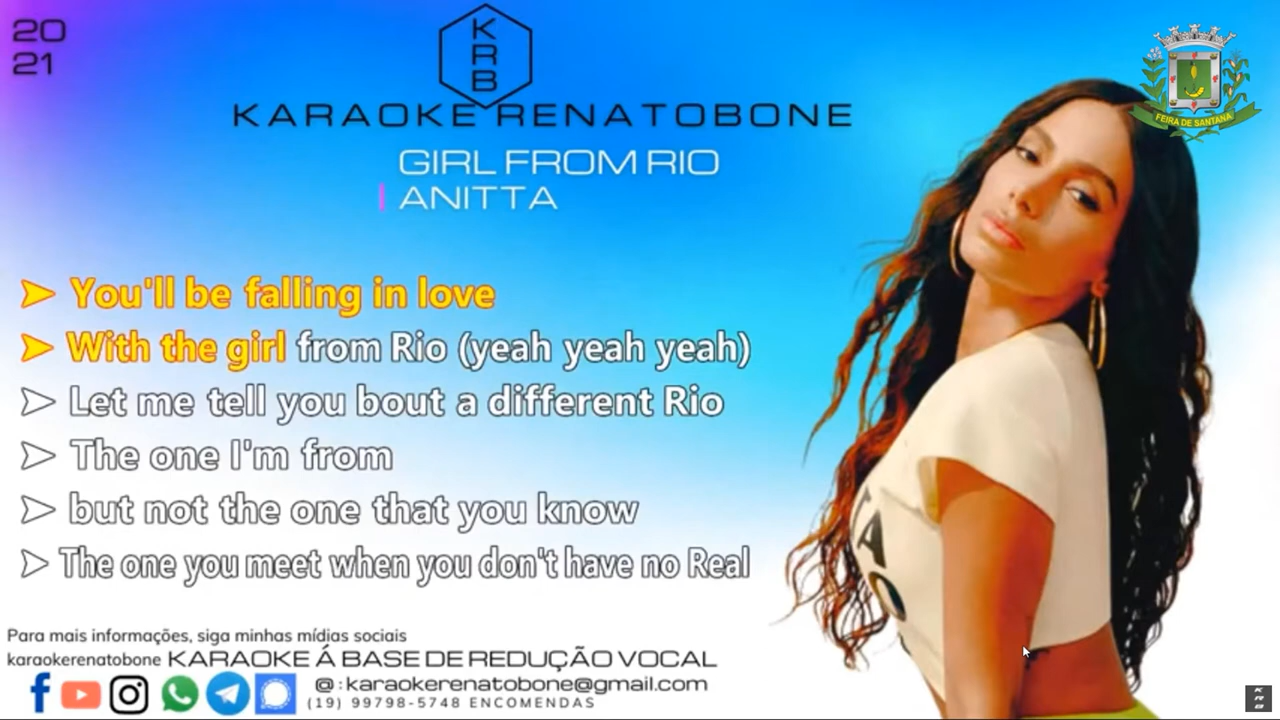 20
21
K
R
B
KARAOKE RENATOBONE
GIRL FROM RIO
ANITTA
FEIRA DE SANTANA
You'll be falling in love
With the girl from Rio (yeah yeah yeah)
Let me tell you bout a different Rio
The one I'm from
but not the one that you know
The one you meet when you don't have no Real
Para mais informações, siga minhas mídias sociais
karaokerenatobone KARAOKE Á BASE DE REDUÇÃO VOCAL
@:karaokerenatobone@gmail.com
(19) 99798-5748 ENCOMENDAS